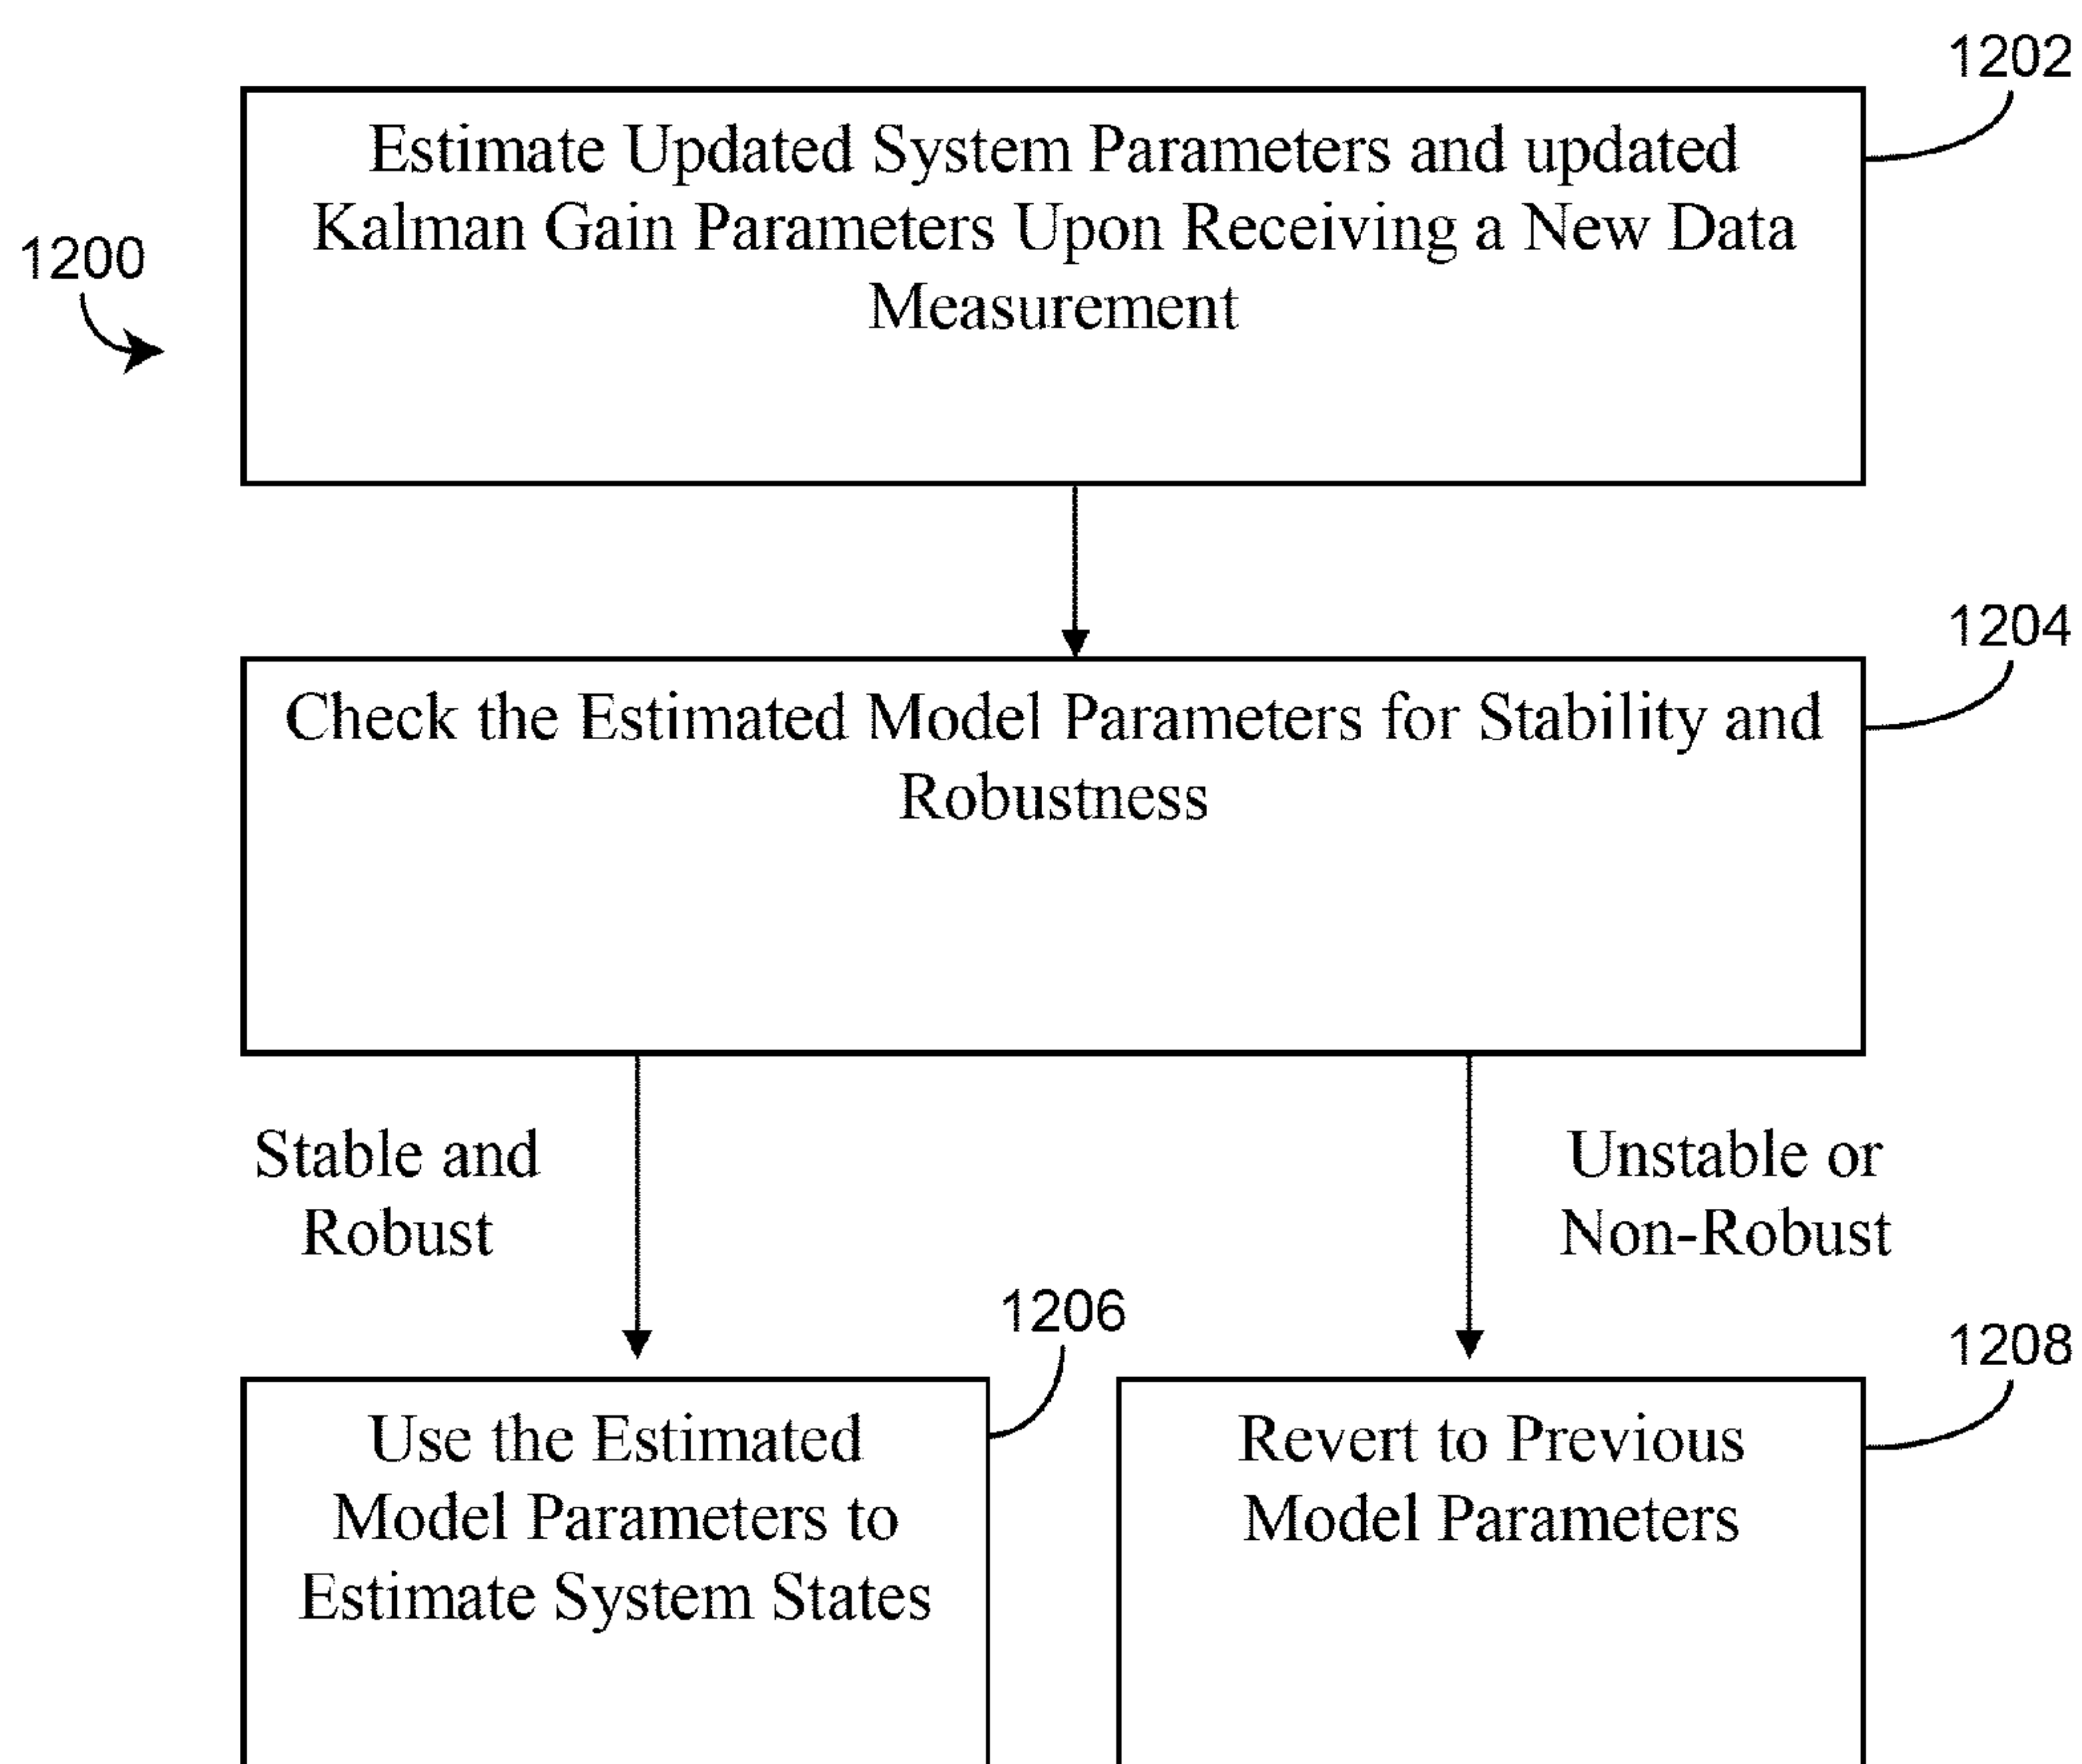 1202
Estimate Updated System Parameters and updated
Kalman Gain Parameters Upon Receiving a New Data
Measurement
1200
1204
Check the Estimated Model Parameters for Stability and
Robustness
Stable and
Robust
Unstable or
Non-Robust
1206
1208
Use the Estimated
Model Parameters to
Estimate System States
Revert to Previous
Model Parameters